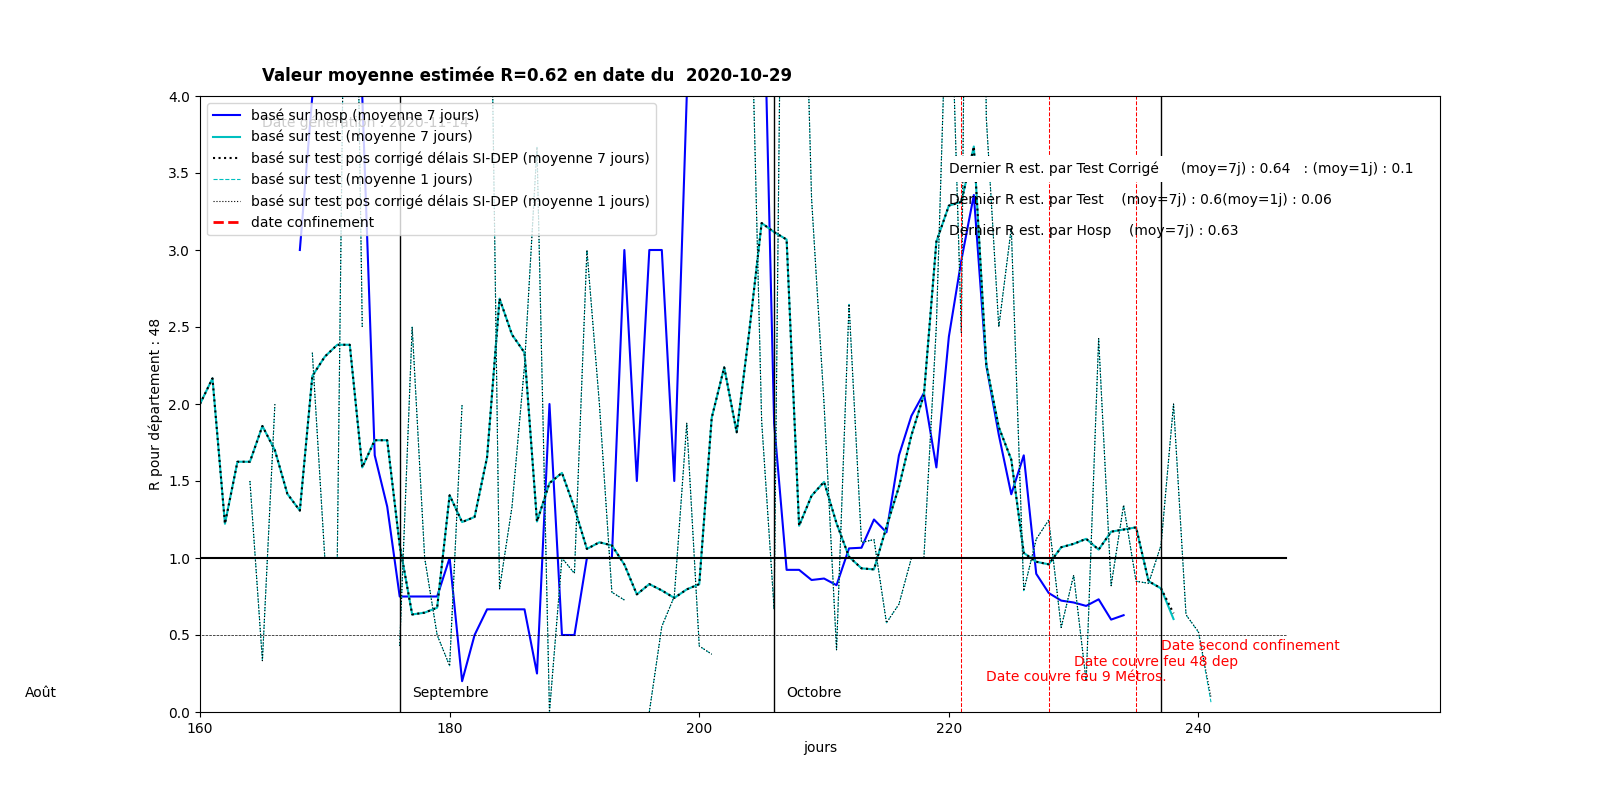 Valeur moyenne estimée R=0.62 en date du  2020-10-29
Date génération : 2020-11-14
basé sur hosp (moyenne 7 jours)
basé sur test (moyenne 7 jours)
basé sur test pos corrigé délais SI-DEP (moyenne 7 jours)
basé sur test (moyenne 1 jours)
basé sur test pos corrigé délais SI-DEP (moyenne 1 jours)
date confinement
Dernier R est. par Test Corrigé (moy=7j) : 0.64 : (moy=1j) : 0.1
Dernier R est. par Test (moy=7j) : 0.6(moy=1j) : 0.06
Dernier R est. par Hosp (moy=7j) : 0.63
4.0
3.5
3.0
2.5
2.0
1.5
1.0
0.5
0.0
R pour département : 48
Date second confinement
Date couvre feu 48 dep
Date couvre feu 9 Métros.
Août
Septembre
Octobre
160
180
200
220
240
jours